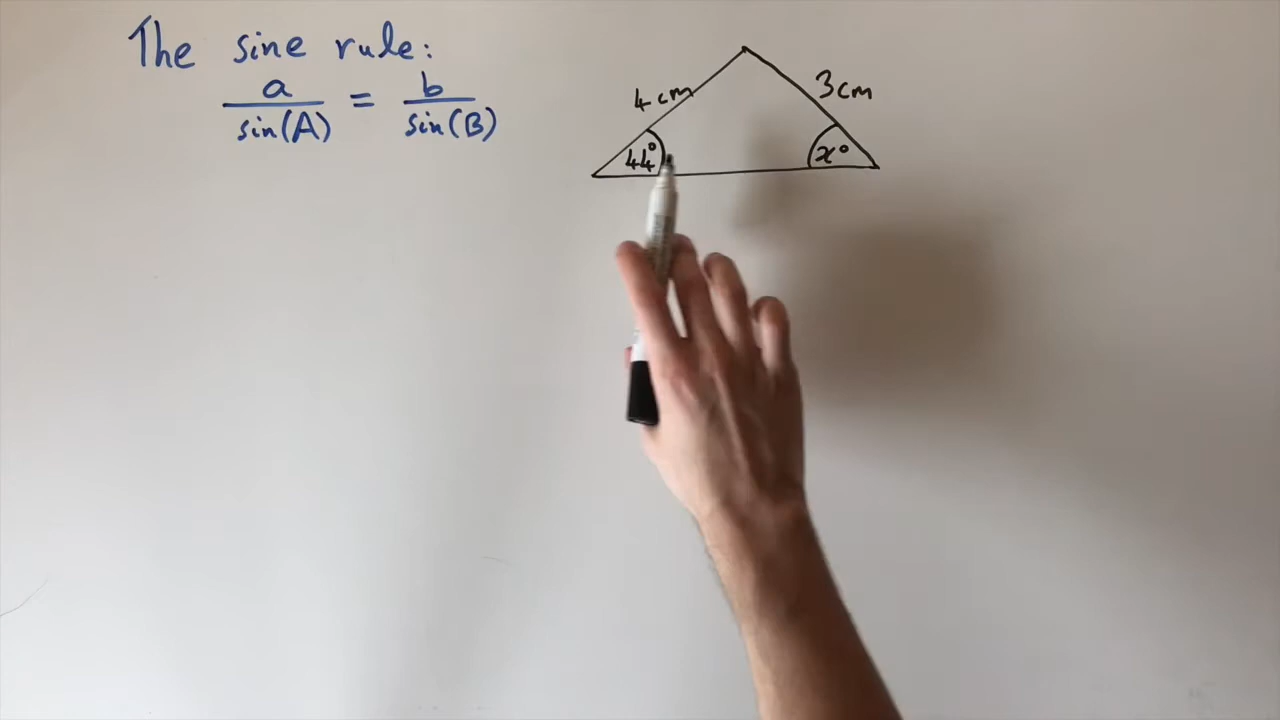 The sine rule:
a/sin(A) = b/sin(B)
4cm
3cm
44°
x°